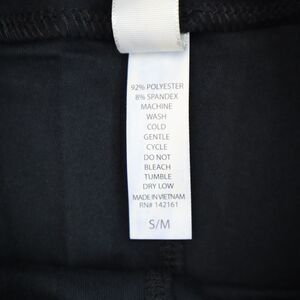 92% POLYESTER
8% SPANDEX
MACHINE
WASH
COLD
GENTLE
CYCLE
DO NOT
BLEACH
TUMBLE
DRY LOW
MADE IN VIETNAM
RN# 142161
S/M